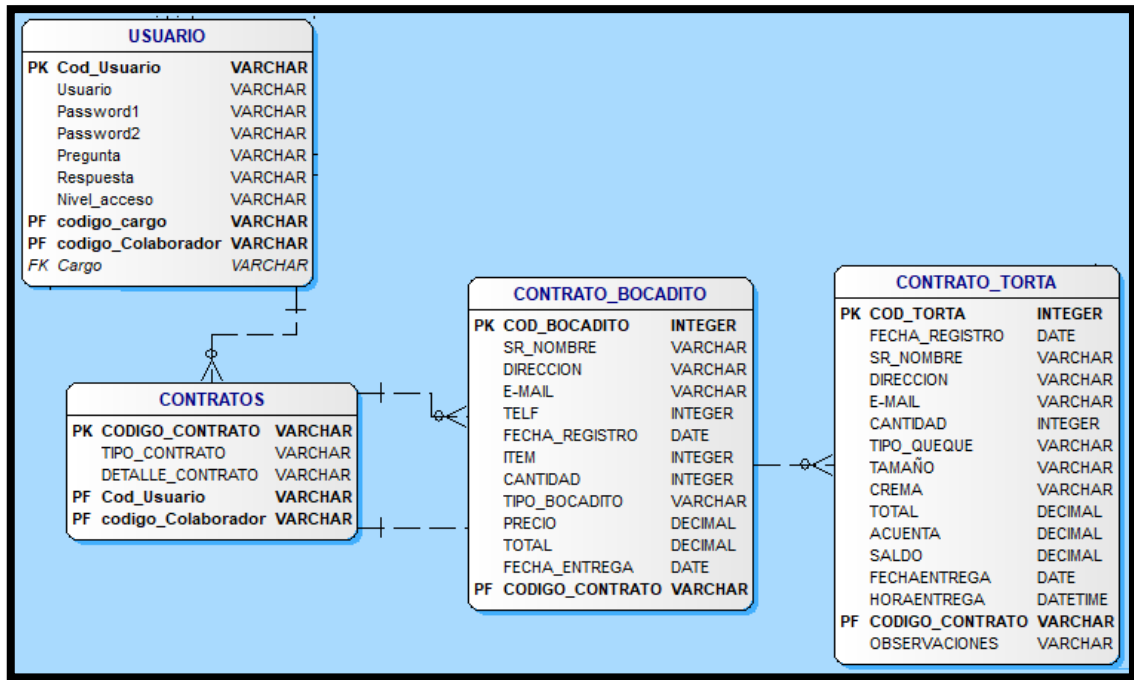 USUARIO
PK Cod_Usuario VARCHAR
Usuario VARCHAR
Password1 VARCHAR
Password2 VARCHAR
Pregunta VARCHAR
Respuesta VARCHAR
Nivel_acceso VARCHAR
PF codigo_cargo VARCHAR
PF codigo_Colaborador VARCHAR
FK Cargo VARCHAR
CONTRATOS
PK CODIGO_CONTRATO VARCHAR
TIPO_CONTRATO VARCHAR
DETALLE_CONTRATO VARCHAR
PF Cod_Usuario VARCHAR
PF codigo_Colaborador VARCHAR
CONTRATO_BOCADITO
PK COD_BOCADITO INTEGER
SR_NOMBRE VARCHAR
DIRECCION VARCHAR
E-MAIL VARCHAR
TELF INTEGER
FECHA_REGISTRO DATE
ITEM INTEGER
CANTIDAD INTEGER
TIPO_BOCADITO VARCHAR
PRECIO DECIMAL
TOTAL DECIMAL
FECHA_ENTREGA DATE
PF CODIGO_CONTRATO VARCHAR
CONTRATO_TORTA
PK COD_TORTA INTEGER
FECHA_REGISTRO DATE
SR_NOMBRE VARCHAR
DIRECCION VARCHAR
E-MAIL VARCHAR
CANTIDAD INTEGER
TIPO_QUEQUE VARCHAR
TAMAÑO VARCHAR
CREMA VARCHAR
TOTAL DECIMAL
ACUENTA DECIMAL
SALDO DECIMAL
FECHAENTREGA DATE
HORAENTREGA DATETIME
PF CODIGO_CONTRATO VARCHAR
OBSERVACIONES VARCHAR